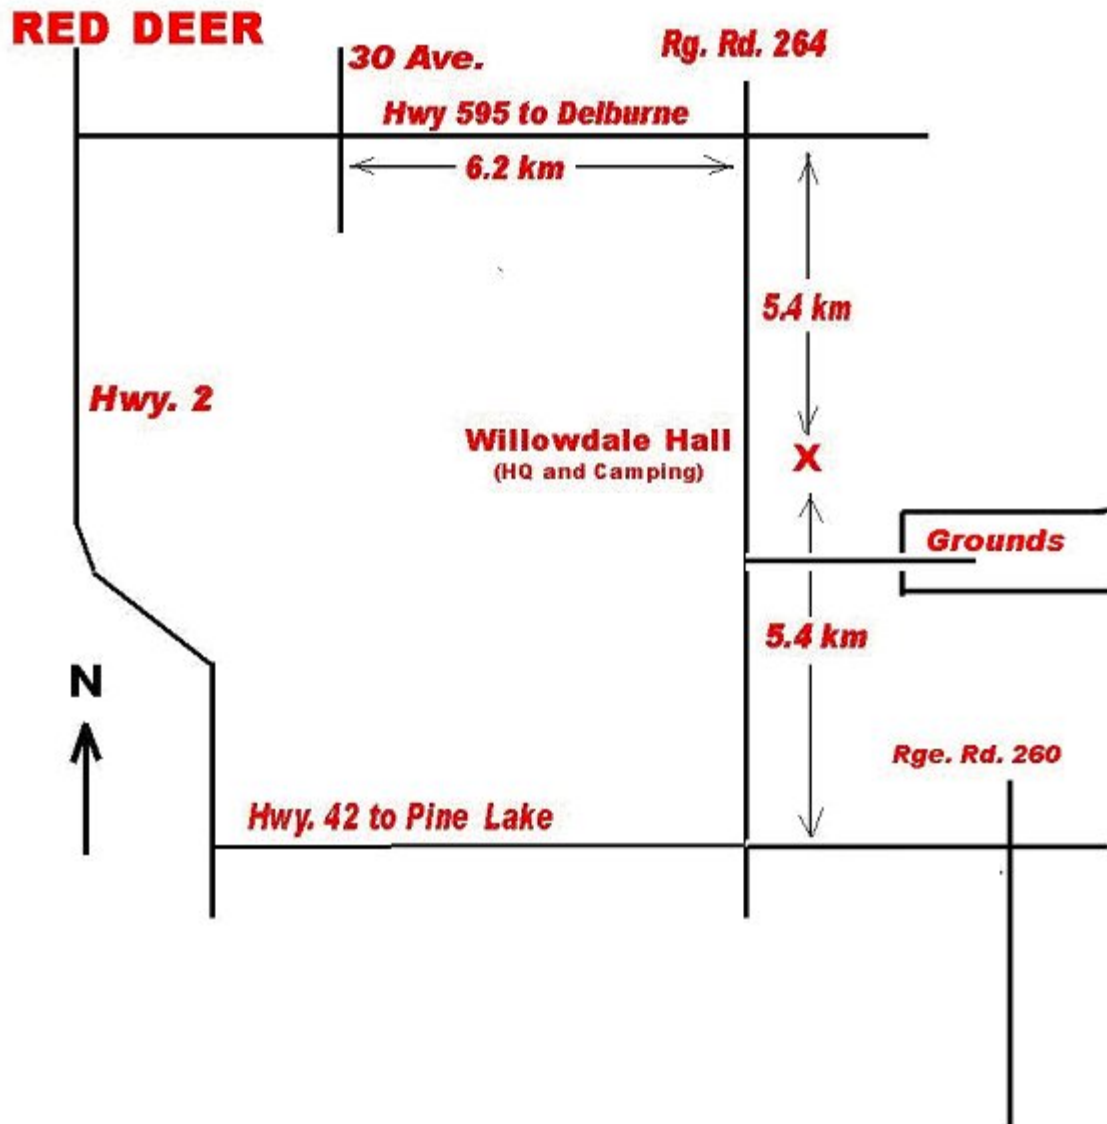 RED DEER
30 Ave.
Rg. Rd. 264
Hwy 595 to Delburne
6.2 km
5.4 km
Hwy. 2
Willowdale Hall
(HQ and Camping)
X
Grounds
5.4 km
N
Rge. Rd. 260
Hwy. 42 to Pine Lake